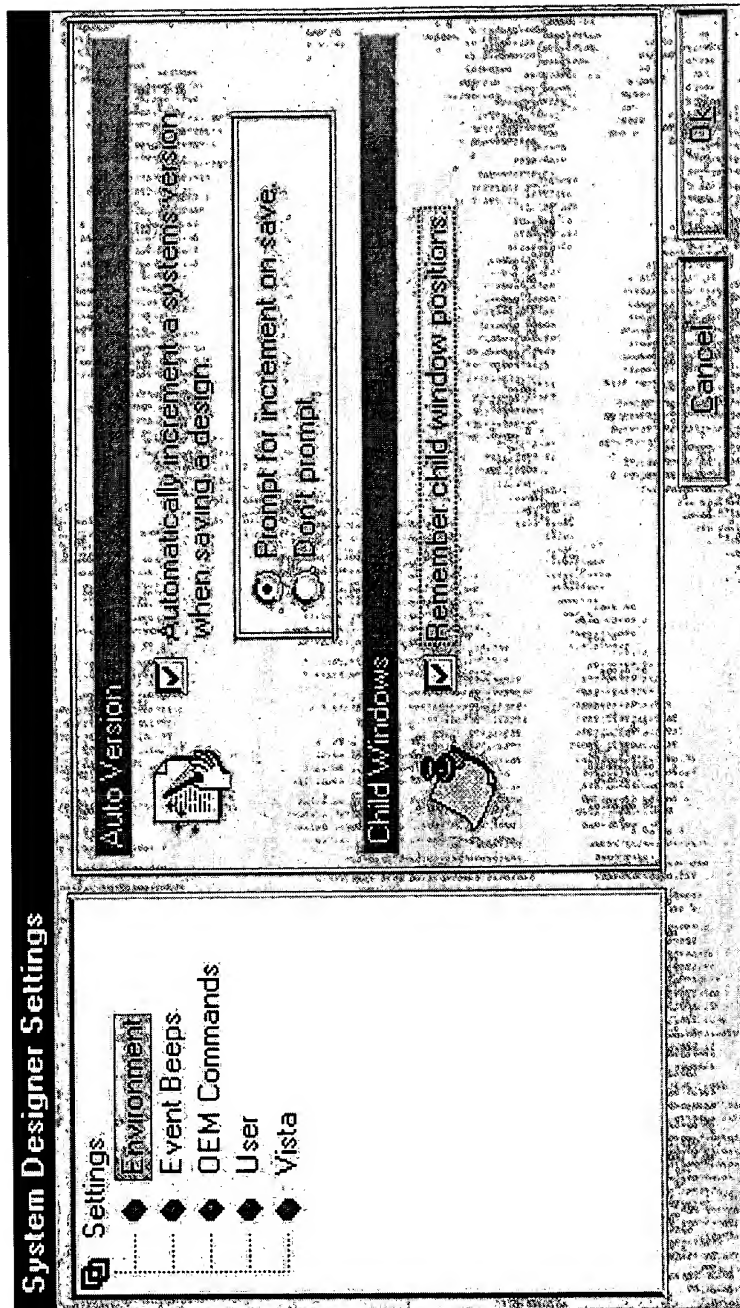 System Designer Settings
Settings
Environment
Event Beeps
OEM Commands
User
Vista
Auto Version
Automatically increment a systems version
when saving a design.
Prompt for increment on save.
Don't prompt.
Child Windows
Remember child window positions.
Cancel
Ok